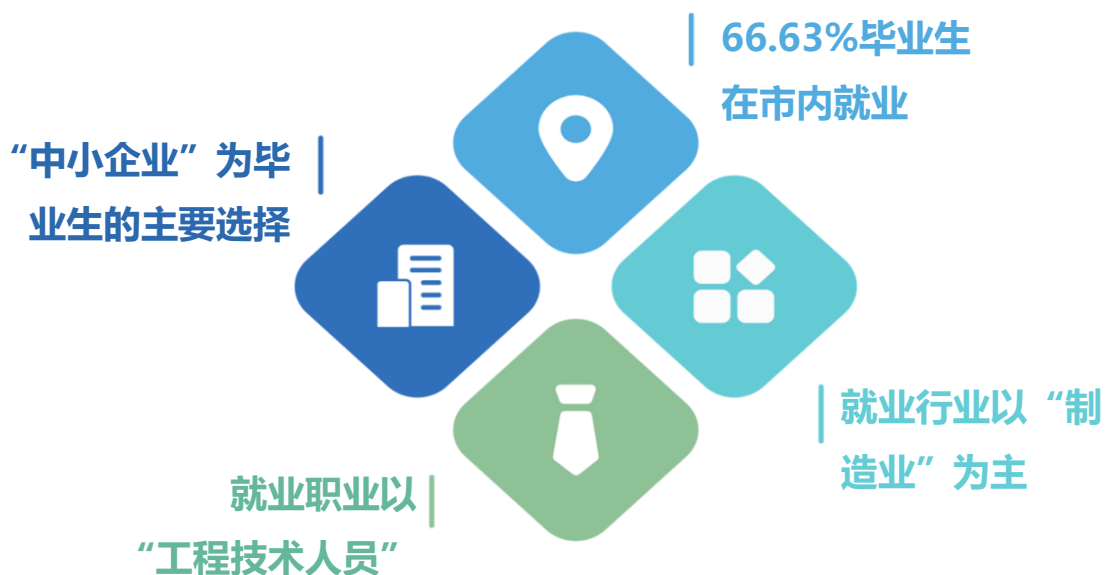 66.63%毕业生
在市内就业
“中小企业”为毕
业生的主要选择
就业行业以“制
造业”为主
就业职业以
“工程技术人员”